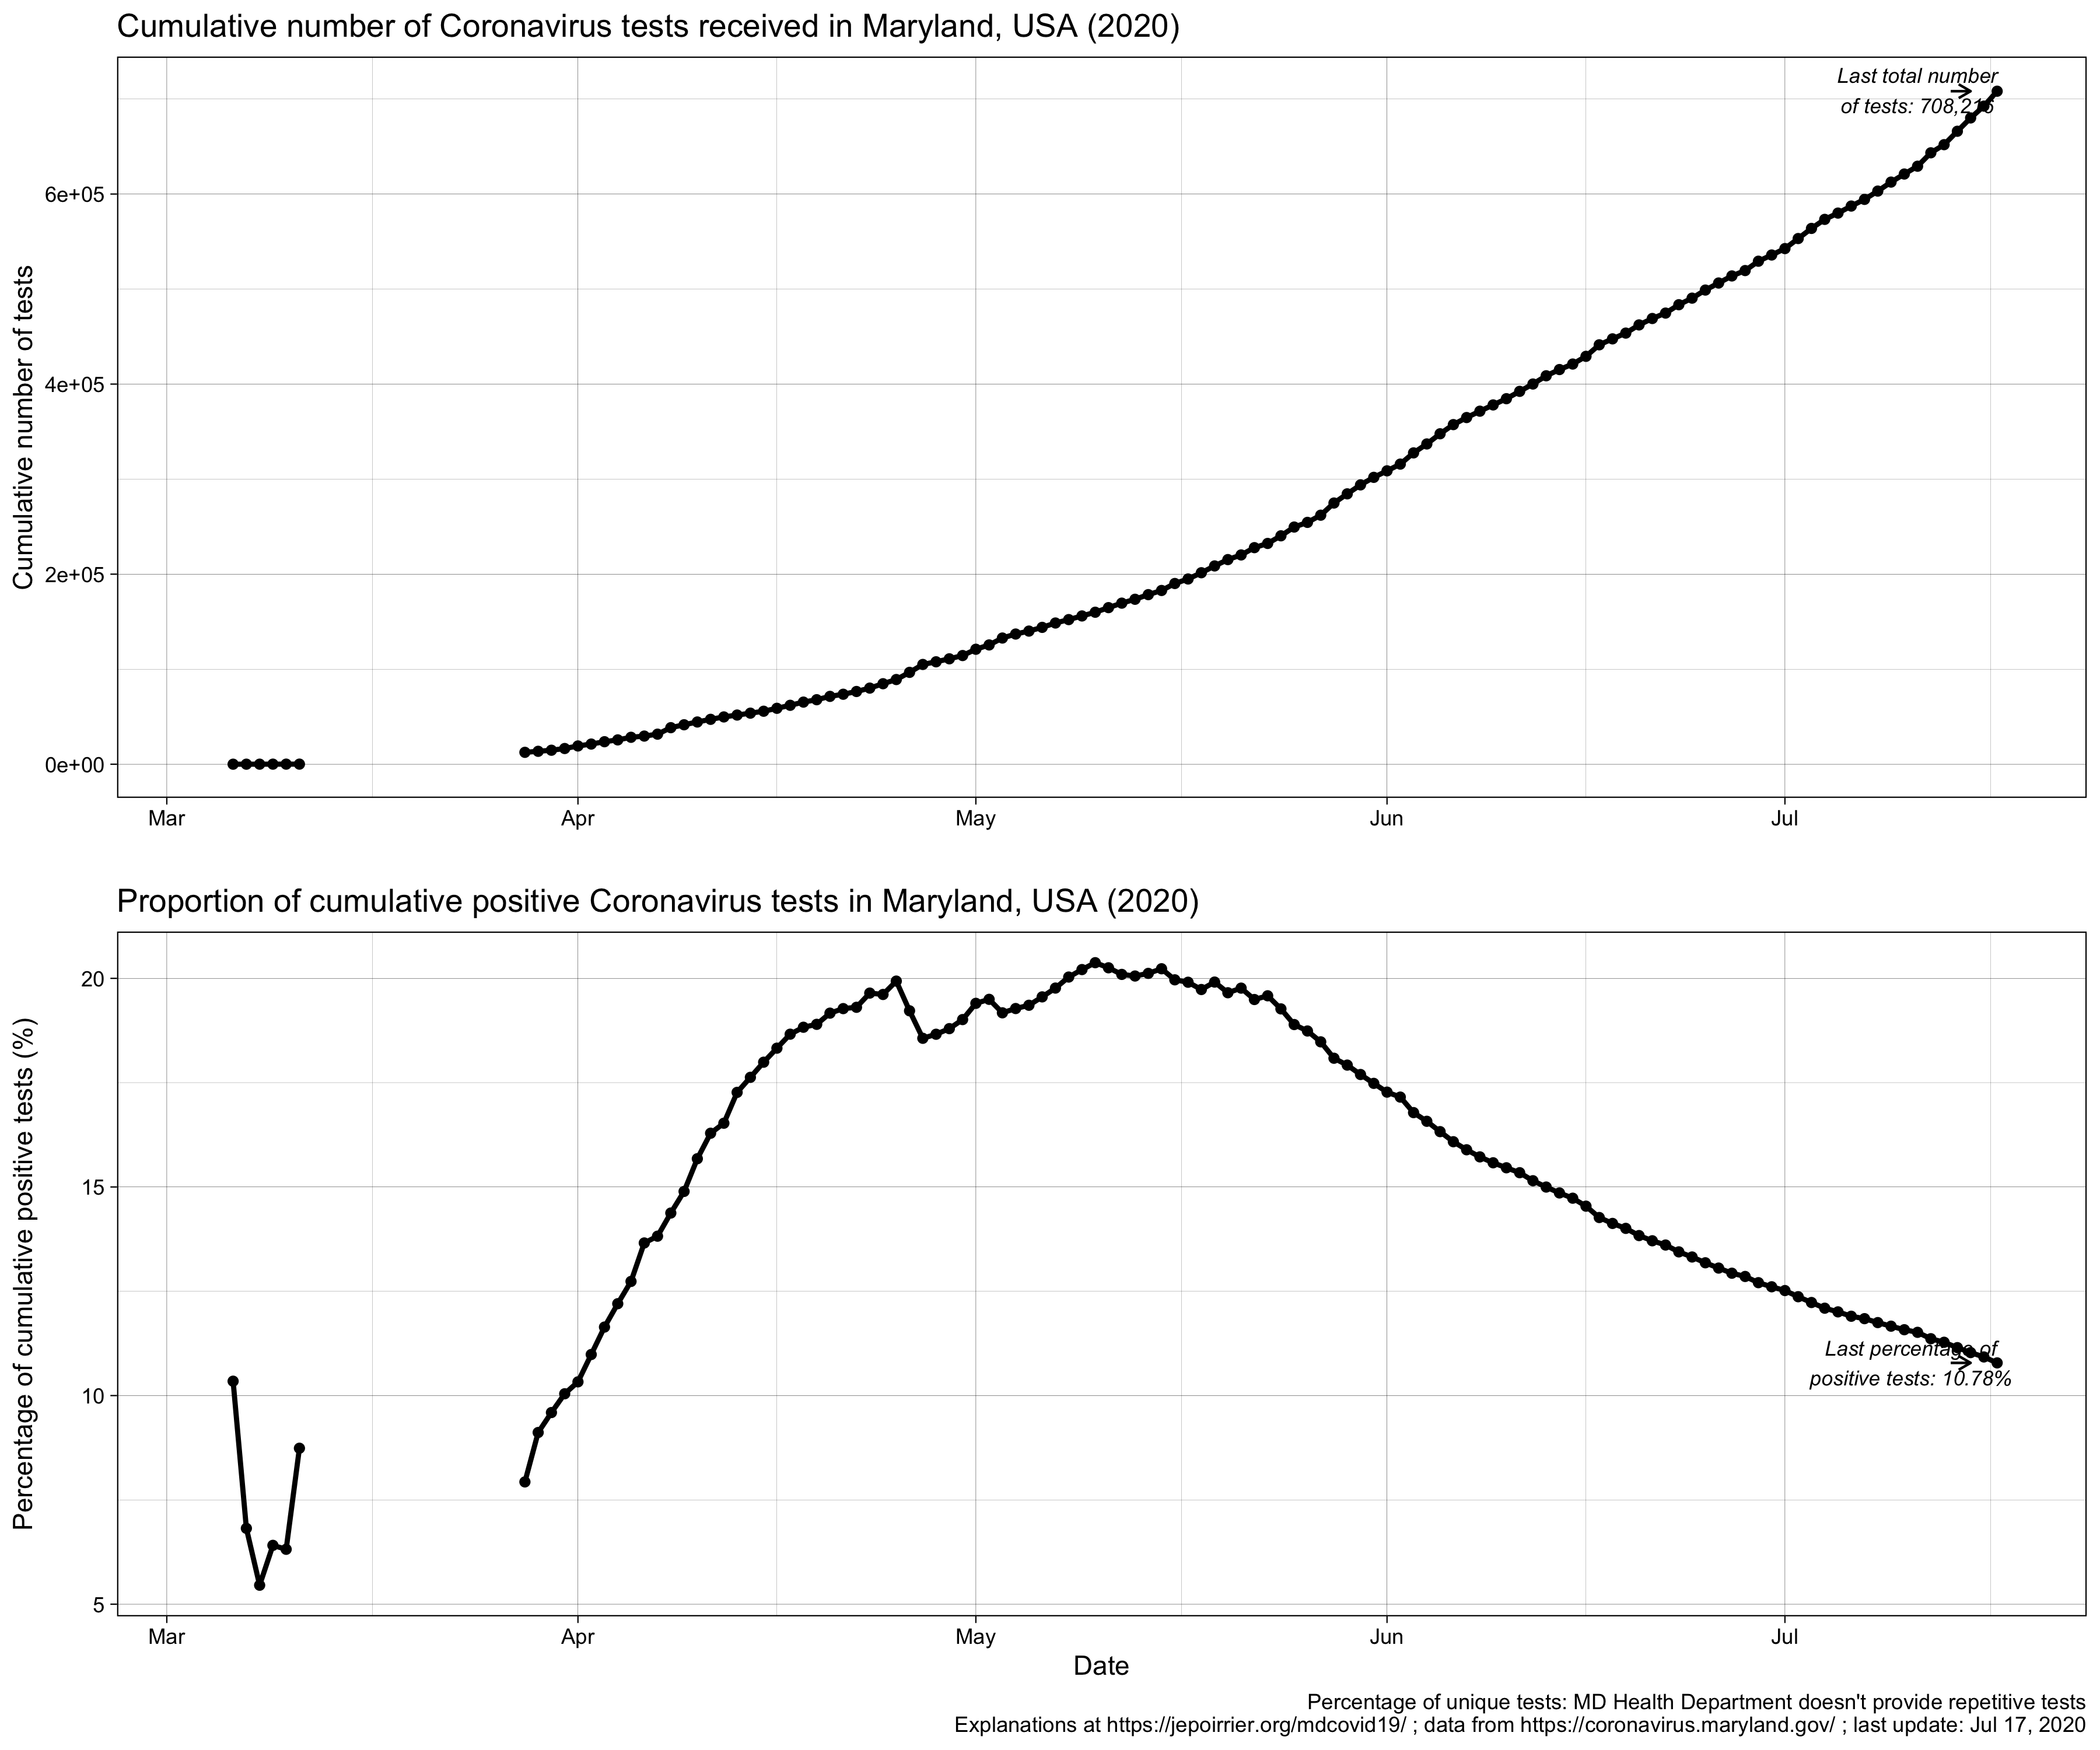 Cumulative number of Coronavirus tests received in Maryland, USA (2020)
Last total number
of tests:
6e+05
4e+05
2e+05
0e+00
Cumulative number of tests
Mar Apr May Jun Jul
Proportion of cumulative positive Coronavirus tests in Maryland, USA (2020)
20
15
10
5
Percentage of cumulative positive tests (%)
Last percentage of
positive tests: 10.78%
Mar Apr May Jun Jul
Date
Percentage of unique tests: MD Health Department doesn't provide repetitive tests
Explanations at https://jepoirrier.org/mdcovid19/ ; data from https://coronavirus.maryland.gov/ ; last update: Jul 17, 2020